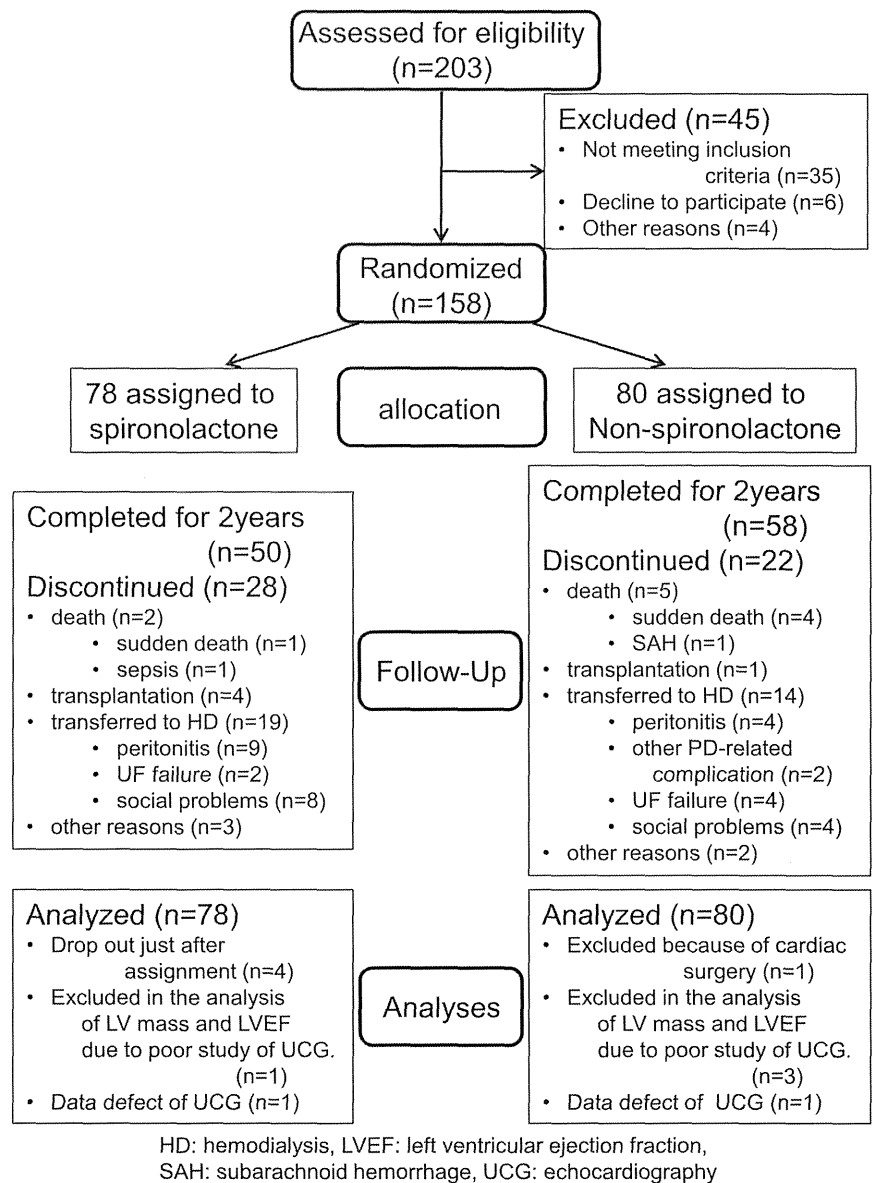 Assessed for eligibility
(n=203)
Excluded (n=45)
• Not meeting inclusion
criteria (n=35)
• Decline to participate (n=6)
• Other reasons (n=4)
Randomized
(n=158)
78 assigned to
spironolactone
allocation
80 assigned to
Non-spironolactone
Completed for 2years
(n=50)
Discontinued (n=28)
• death (n=2)
• sudden death (n=1)
• sepsis (n=1)
• transplantation (n=4)
• transferred to HD (n=19)
• peritonitis (n=9)
• UF failure (n=2)
• social problems (n=8)
• other reasons (n=3)
Follow-Up
Completed for 2years
(n=58)
Discontinued (n=22)
• death (n=5)
• sudden death (n=4)
• SAH (n=1)
• transplantation (n=1)
• transferred to HD (n=14)
• peritonitis (n=4)
• other PD-related
complication (n=2)
• UF failure (n=4)
• social problems (n=4)
• other reasons (n=2)
Analyzed (n=78)
• Drop out just after
assignment (n=4)
• Excluded in the analysis
of LV mass and LVEF
due to poor study of UCG.
(n=1)
• Data defect of UCG (n=1)
Analyses
Analyzed (n=80)
• Excluded because of cardiac
surgery (n=1)
• Excluded in the analysis
of LV mass and LVEF
due to poor study of UCG.
(n=3)
• Data defect of UCG (n=1)
HD: hemodialysis, LVEF: left ventricular ejection fraction,
SAH: subarachnoid hemorrhage, UCG: echocardiography